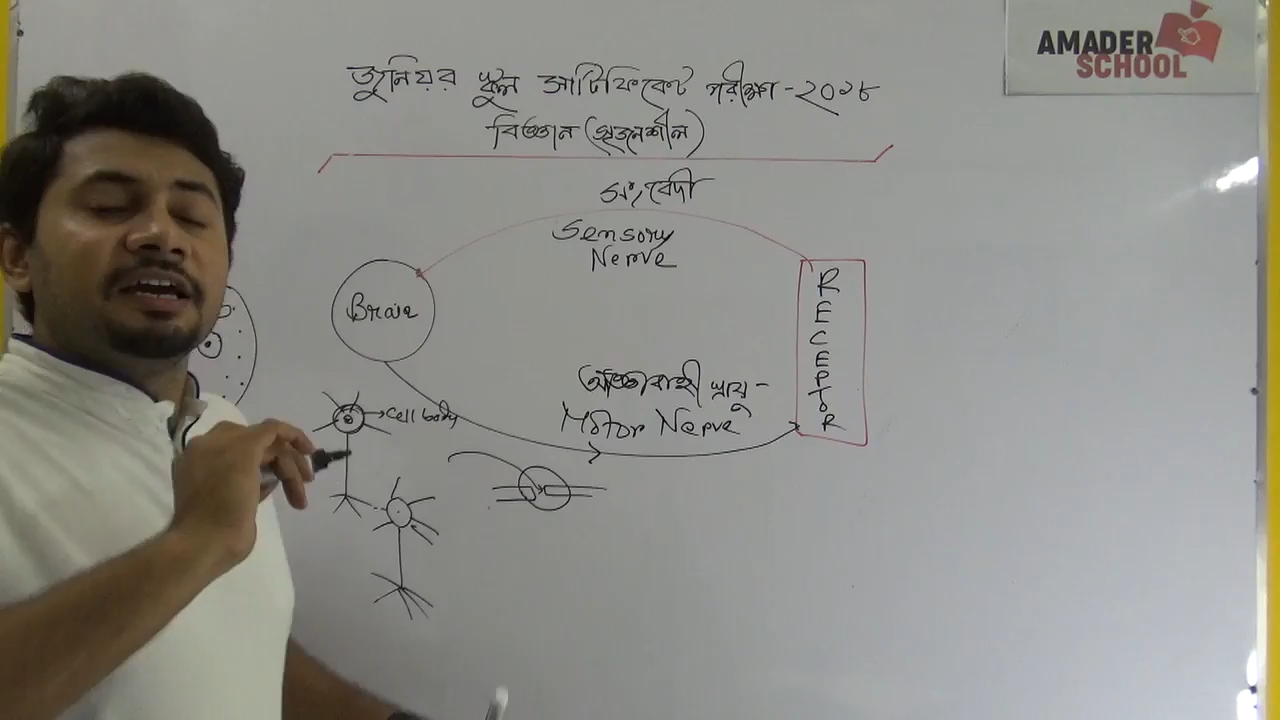 AMADER
SCHOOL
জুনিয়র স্কুল সার্টিফিকেট পরীক্ষা-২০১৮
বিজ্ঞান (সৃজনশীল)
সংবেদী
Sensory
Nerve
Brain
RECEPTOR
আজ্ঞাবাহী স্নায়ু-
Motor Nerve
Cell body